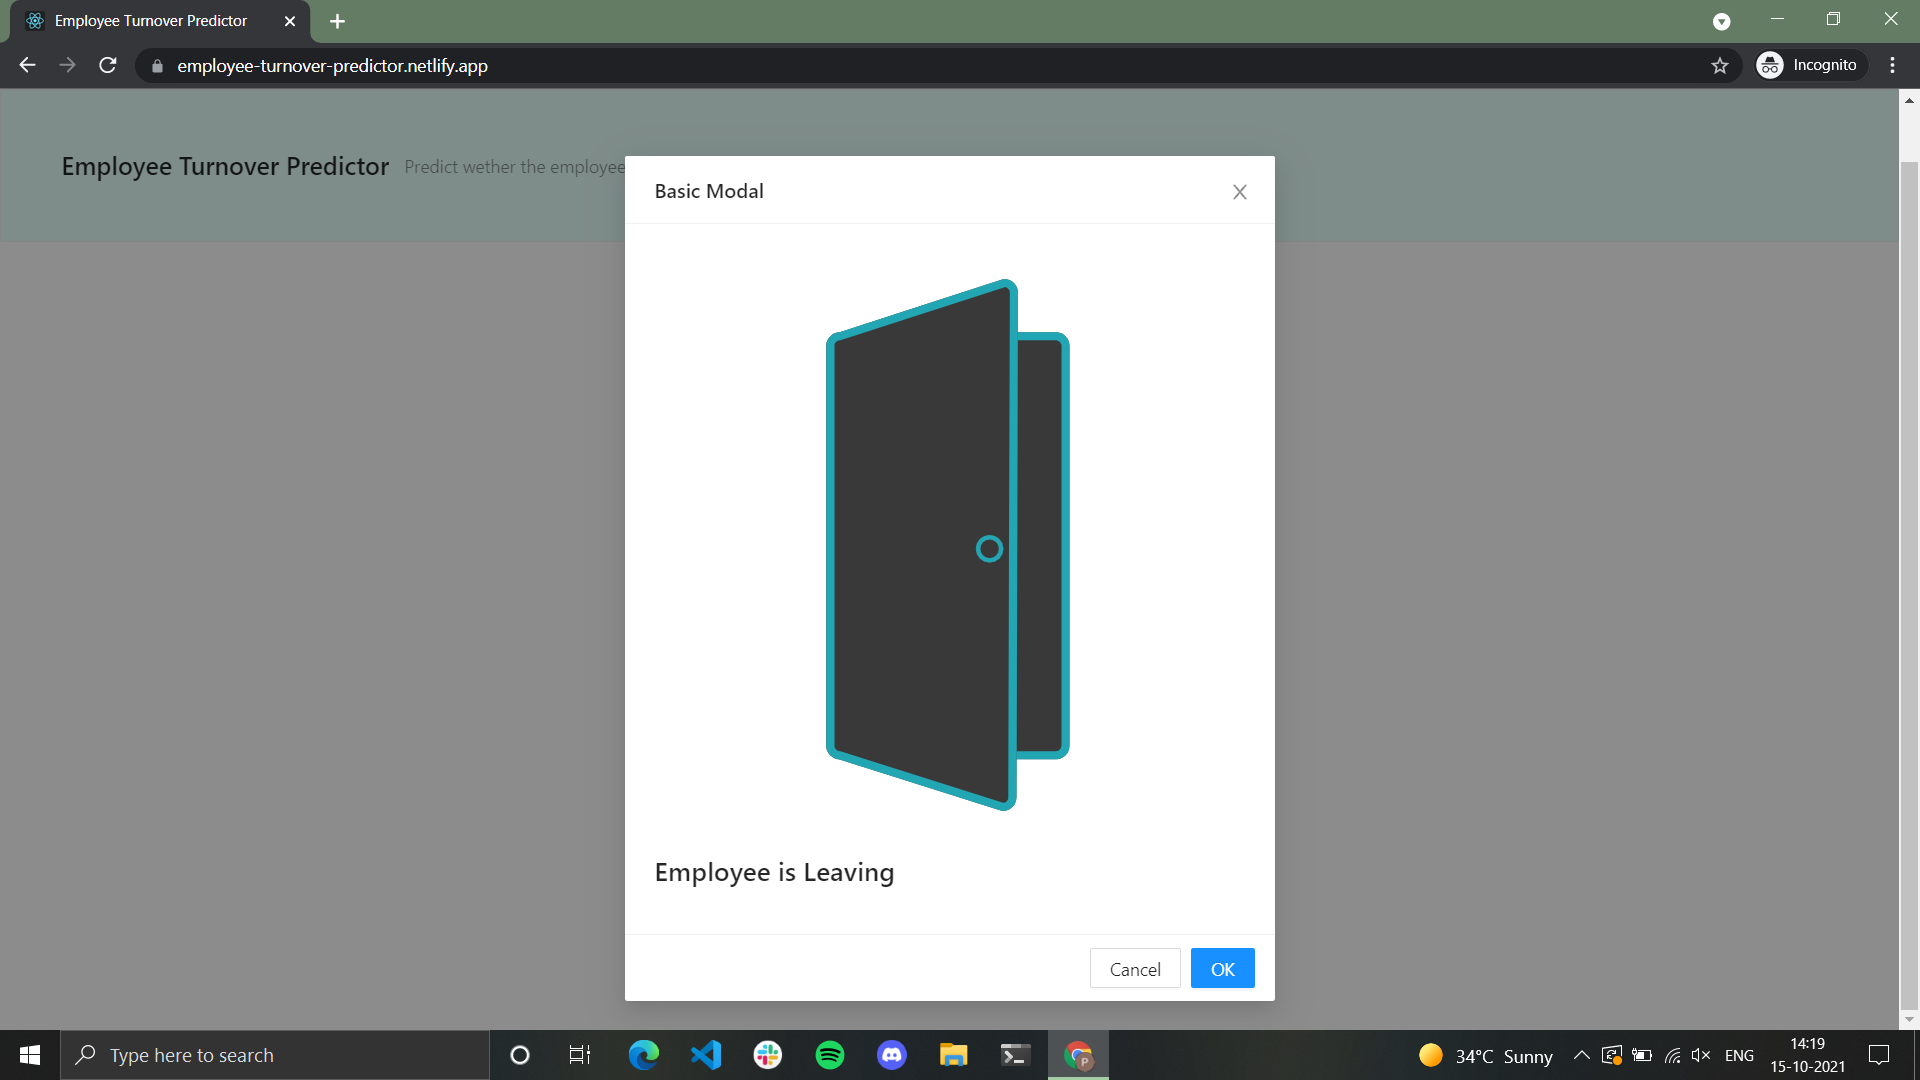 Employee Turnover Predictor
employee-turnover-predictor.netlify.app
Incognito
Employee Turnover Predictor Predict wether the employee
Basic Modal
Employee is Leaving
Cancel OK
Type here to search
P
34°C Sunny
ENG
14:19
15-10-2021